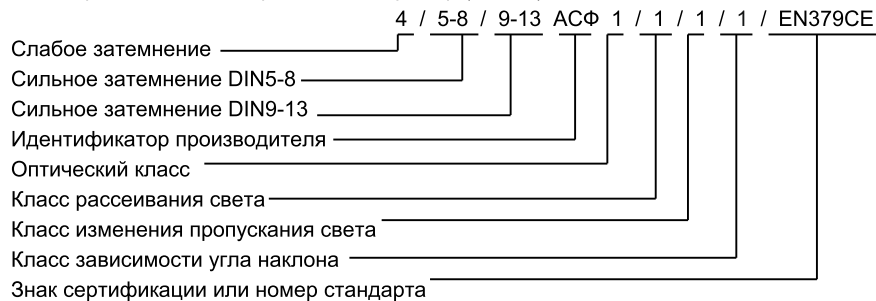 4 / 5-8 / 9-13 АСФ 1 / 1 / 1 / 1 / EN379CE
Слабое затемнение
Сильное затемнение DIN5-8
Сильное затемнение DIN9-13
Идентификатор производителя
Оптический класс
Класс рассеивания света
Класс изменения пропускания света
Класс зависимости угла наклона
Знак сертификации или номер стандарта